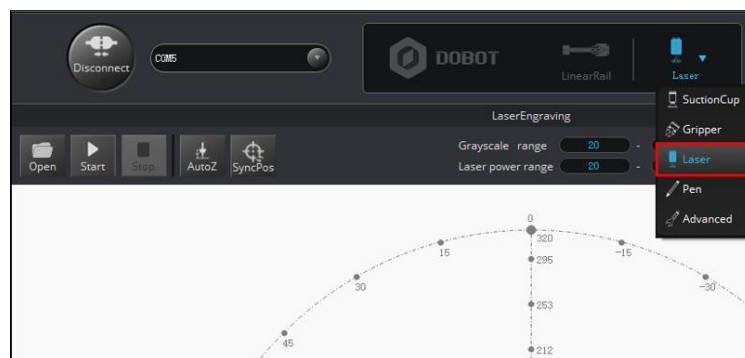 Disconnect
COM5
DOBOT
LinearRail
Laser
LaserEngraving
SuctionCup
Gripper
Laser
Pen
Advanced
Open
Start
Stop
AutoZ
SyncPos
Grayscale range 20 -
Laser power range 20 -
0
320
15
-15
295
30
-30
253
45
212